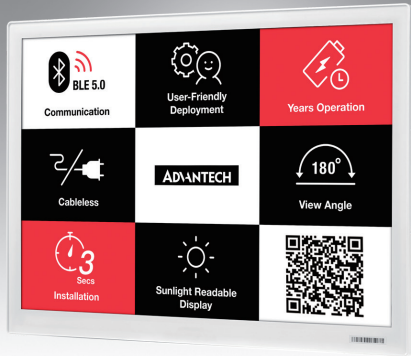 BLE 5.0
Communication
User-Friendly
Deployment
Years Operation
Cableless
ADVANTECH
180°
View Angle
3
Secs
Installation
Sunlight Readable
Display